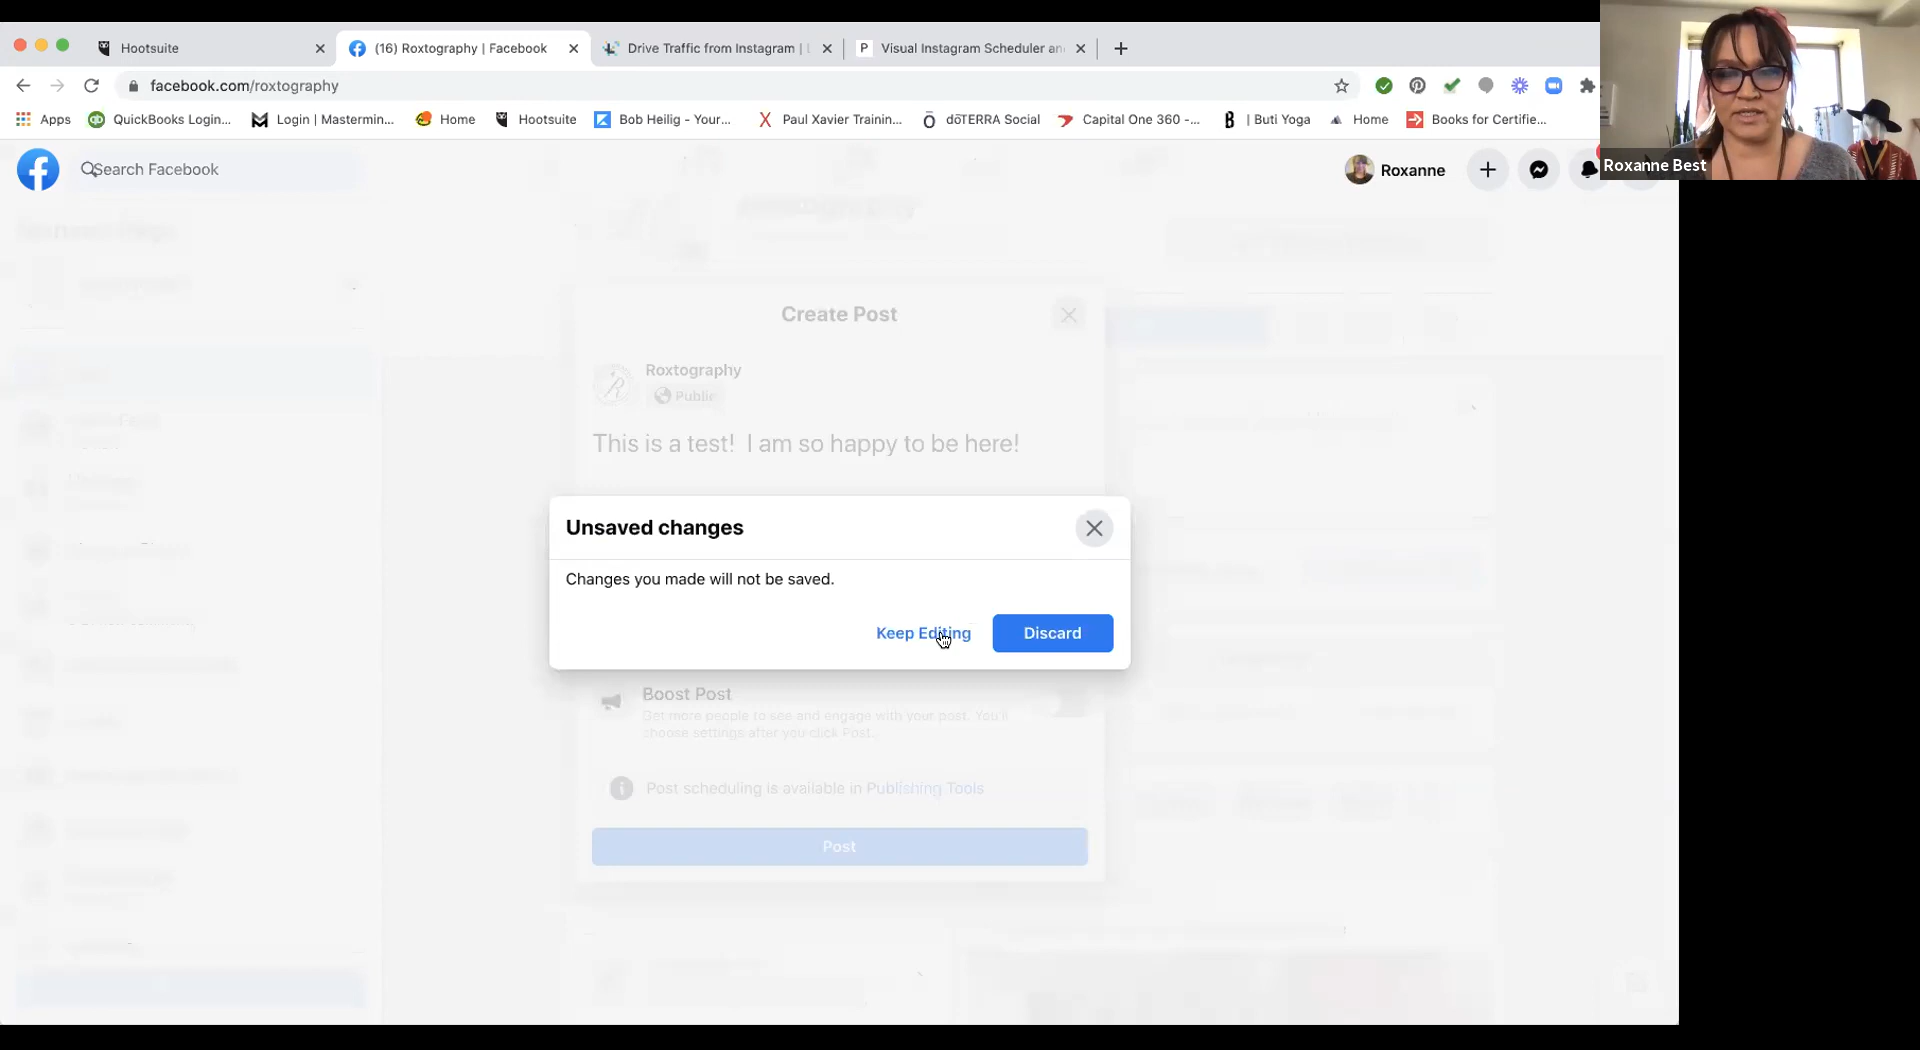 Hootsuite
(16) Roxtography | Facebook
Drive Traffic from Instagram |
P Visual Instagram Scheduler an
facebook.com/roxtography
Apps
qb QuickBooks Login...
Login | Mastermin...
Home
Hootsuite
Bob Heilig - Your...
X Paul Xavier Trainin...
dōTERRA Social
Capital One 360 -...
B | Buti Yoga
Home
Books for Certifie...
Search Facebook
Roxanne
Roxanne Best
Create Post
R
Roxtography
Public
This is a test! I am so happy to be here!
Unsaved changes
Changes you made will not be saved.
Keep Editing
Discard
Boost Post
Get more people to see and engage with your post. You'll
choose settings after you click Post.
Post scheduling is available in Publishing Tools
Post